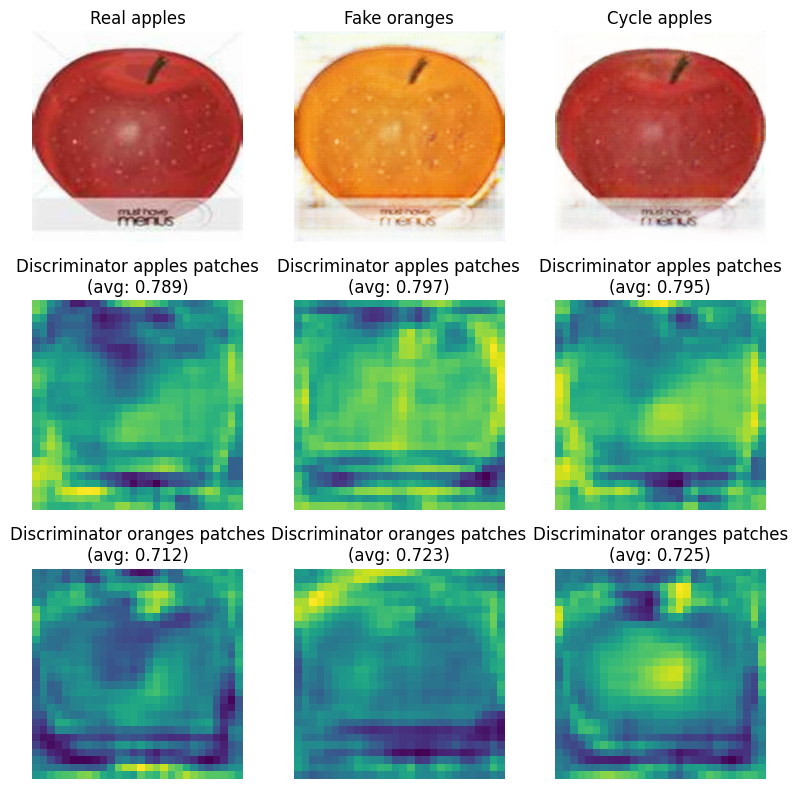 Real apples
Fake oranges
Cycle apples
must have
menus
must have
menus
must have
menus
Discriminator apples patches
(avg: 0.789)
Discriminator apples patches
(avg: 0.797)
Discriminator apples patches
(avg: 0.795)
Discriminator oranges patches
(avg: 0.712)
Discriminator oranges patches
(avg: 0.723)
Discriminator oranges patches
(avg: 0.725)